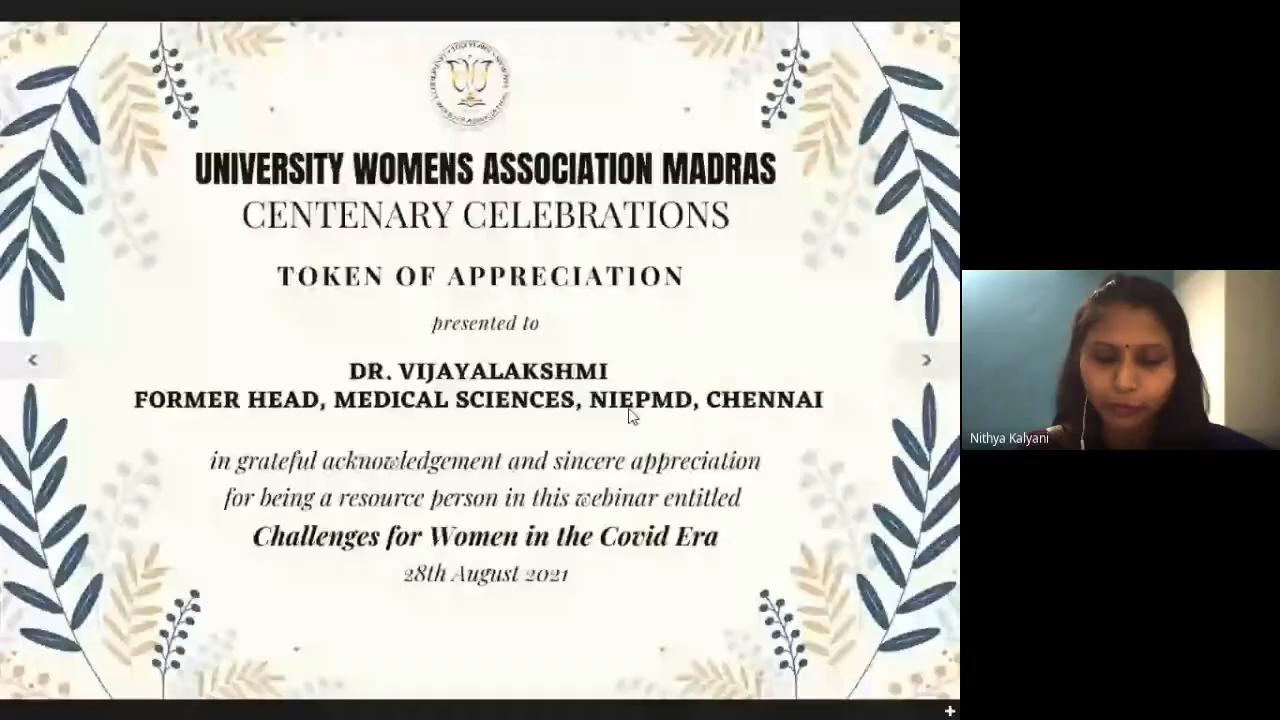 UNIVERSITY WOMENS ASSOCIATION MADRAS
CENTENARY CELEBRATIONS
TOKEN OF APPRECIATION
presented to
DR. VIJAYALAKSHMI
FORMER HEAD, MEDICAL SCIENCES, NIEPMD, CHENNAI
in grateful acknowledgement and sincere appreciation
for being a resource person in this webinar entitled
Challenges for Women in the Covid Era
28th August 2021
Nithya Kalyani